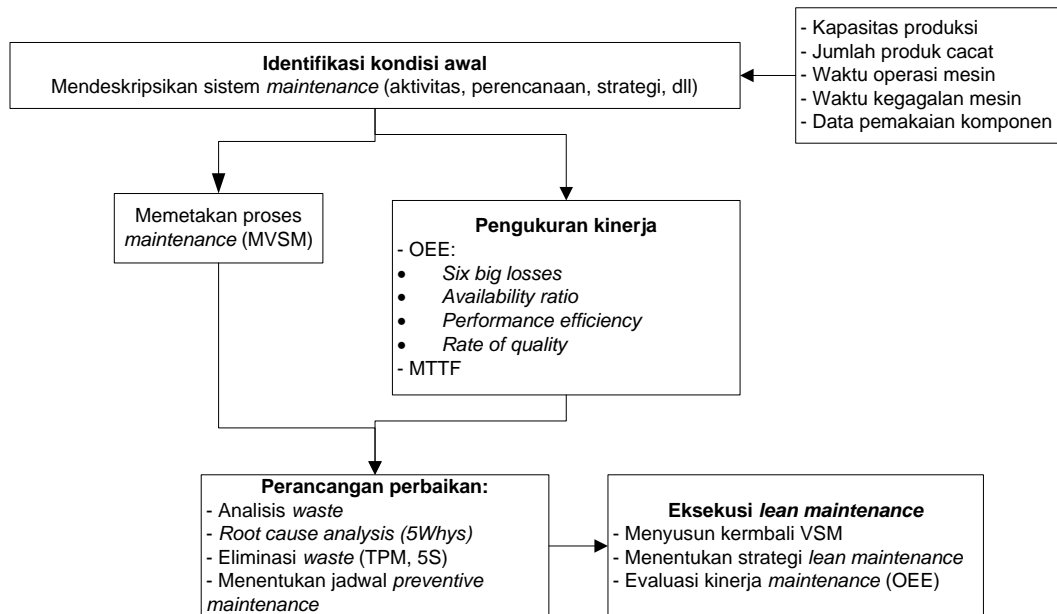 - Kapasitas produksi
- Jumlah produk cacat
- Waktu operasi mesin
- Waktu kegagalan mesin
- Data pemakaian komponen
Identifikasi kondisi awal
Mendeskripsikan sistem maintenance (aktivitas, perencanaan, strategi, dll)
Memetakan proses
maintenance (MVSM)
Pengukuran kinerja
- OEE:
• Six big losses
• Availability ratio
• Performance efficiency
• Rate of quality
- MTTF
Perancangan perbaikan:
- Analisis waste
- Root cause analysis (5Whys)
- Eliminasi waste (TPM, 5S)
- Menentukan jadwal preventive
maintenance
Eksekusi lean maintenance
- Menyusun kermbali VSM
- Menentukan strategi lean maintenance
- Evaluasi kinerja maintenance (OEE)